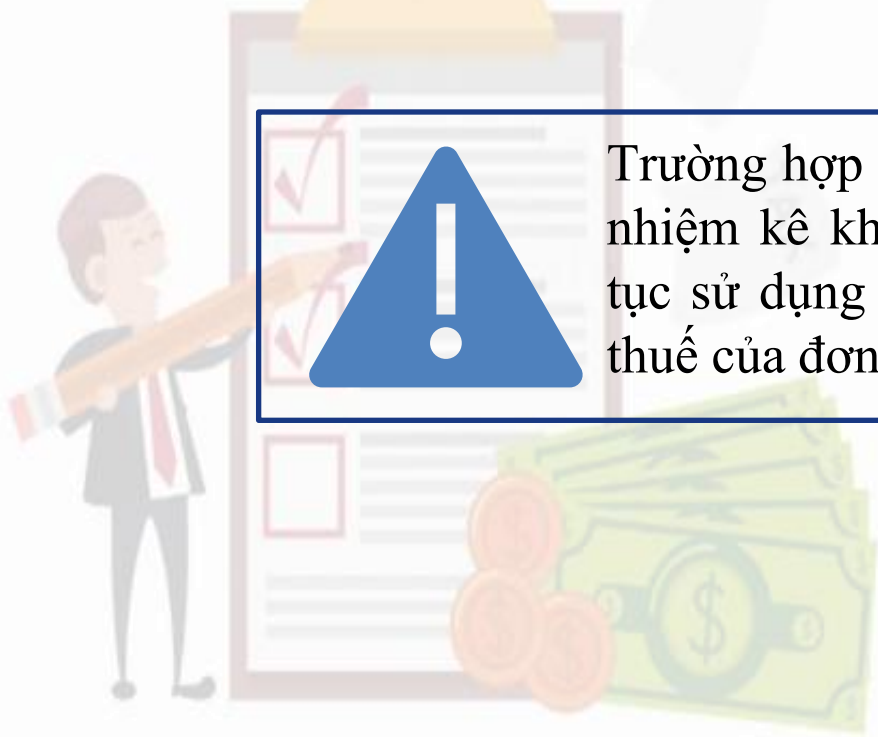 Trường hợp
nhiệm kê kh
tục sử dụng
thuế của đơn